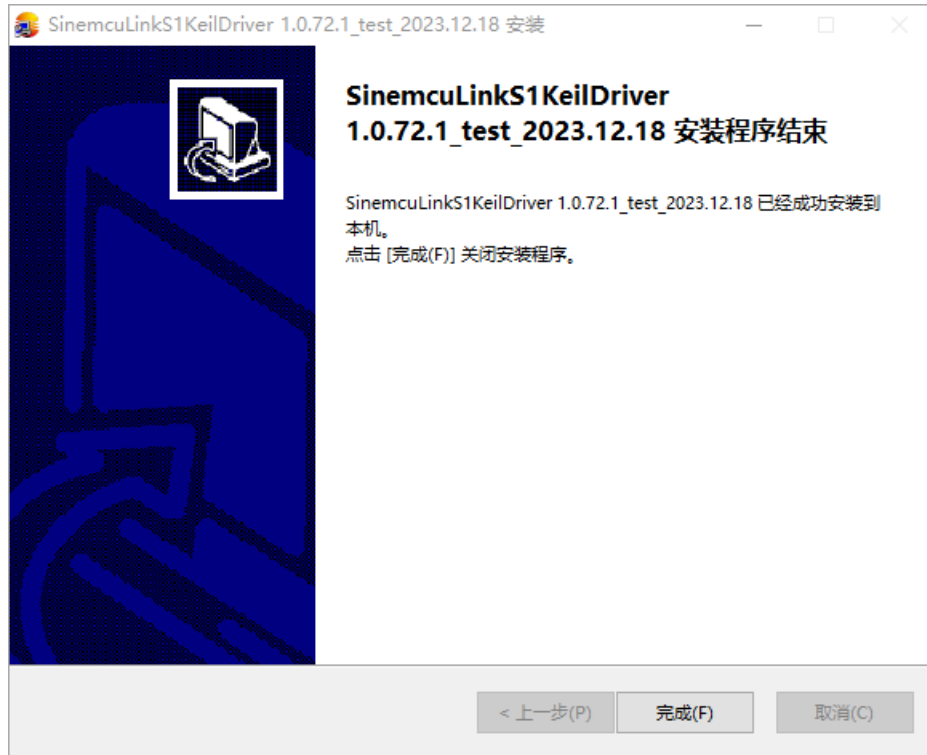 SinemcuLinkS1KeilDriver 1.0.72.1_test_2023.12.18 安装
SinemcuLinkS1KeilDriver
1.0.72.1_test_2023.12.18 安装程序结束
SinemcuLinkS1KeilDriver 1.0.72.1_test_2023.12.18 已经成功安装到
本机。
点击 [完成(F)] 关闭安装程序。
< 上一步(P) 完成(F) 取消(C)